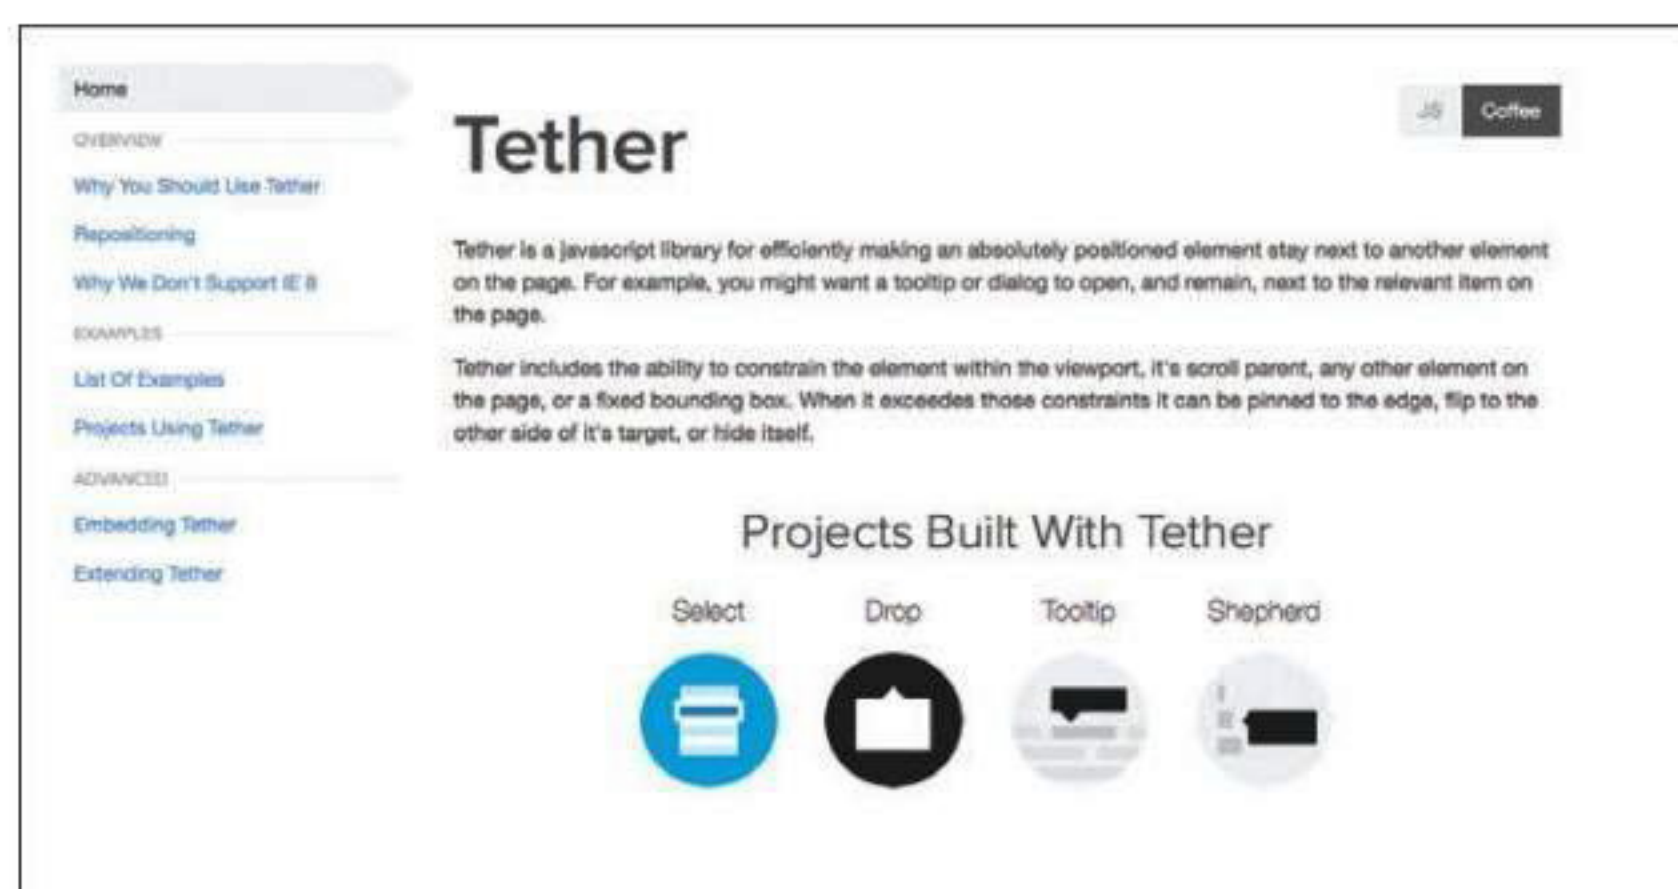 Home
OVERVIEW
Why You Should Use Tether
Repositioning
Why We Don't Support IE 8
EXAMPLES
List Of Examples
Projects Using Tether
ADVANCED
Embedding Tether
Extending Tether
JS Coffee
Tether
Tether is a javascript library for efficiently making an absolutely positioned element stay next to another element
on the page. For example, you might want a tooltip or dialog to open, and remain, next to the relevant item on
the page.
Tether includes the ability to constrain the element within the viewport, it's scroll parent, any other element on
the page, or a fixed bounding box. When it exceedes those constraints it can be pinned to the edge, flip to the
other side of it's target, or hide itself.
Projects Built With Tether
Select Drop Tooltip Shepherd